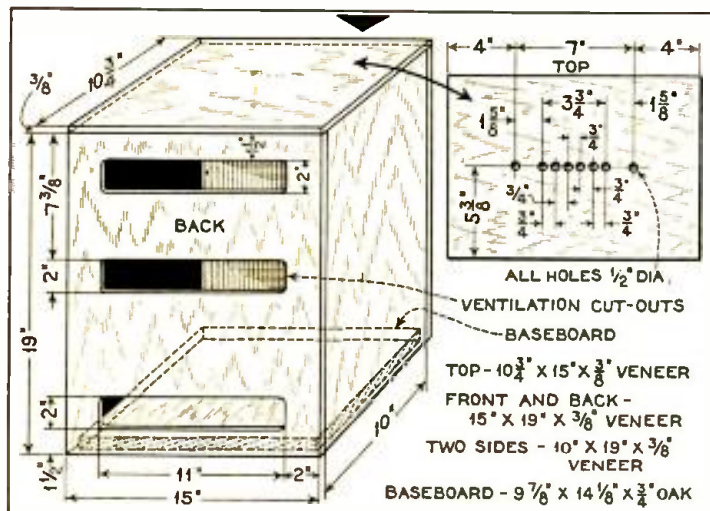 4" 7" 4"
TOP
3/8"
10 3/4"
1 5/8"
3 3/4"
1 5/8"
3/4"
3/4" 3/4"
3/4" 3/4"
5 3/8"
2"
7 3/8"
BACK
2"
19"
2"
1 1/2"
11" 2"
15"
10"
ALL HOLES 1/2" DIA.
VENTILATION CUT-OUTS
BASEBOARD
TOP - 10 3/4" X 15" X 3/8" VENEER
FRONT AND BACK -
15" X 19" X 3/8" VENEER
TWO SIDES - 10" X 19" X 3/8"
VENEER
BASEBOARD - 9 7/8" X 14 1/8" X 3/4" OAK